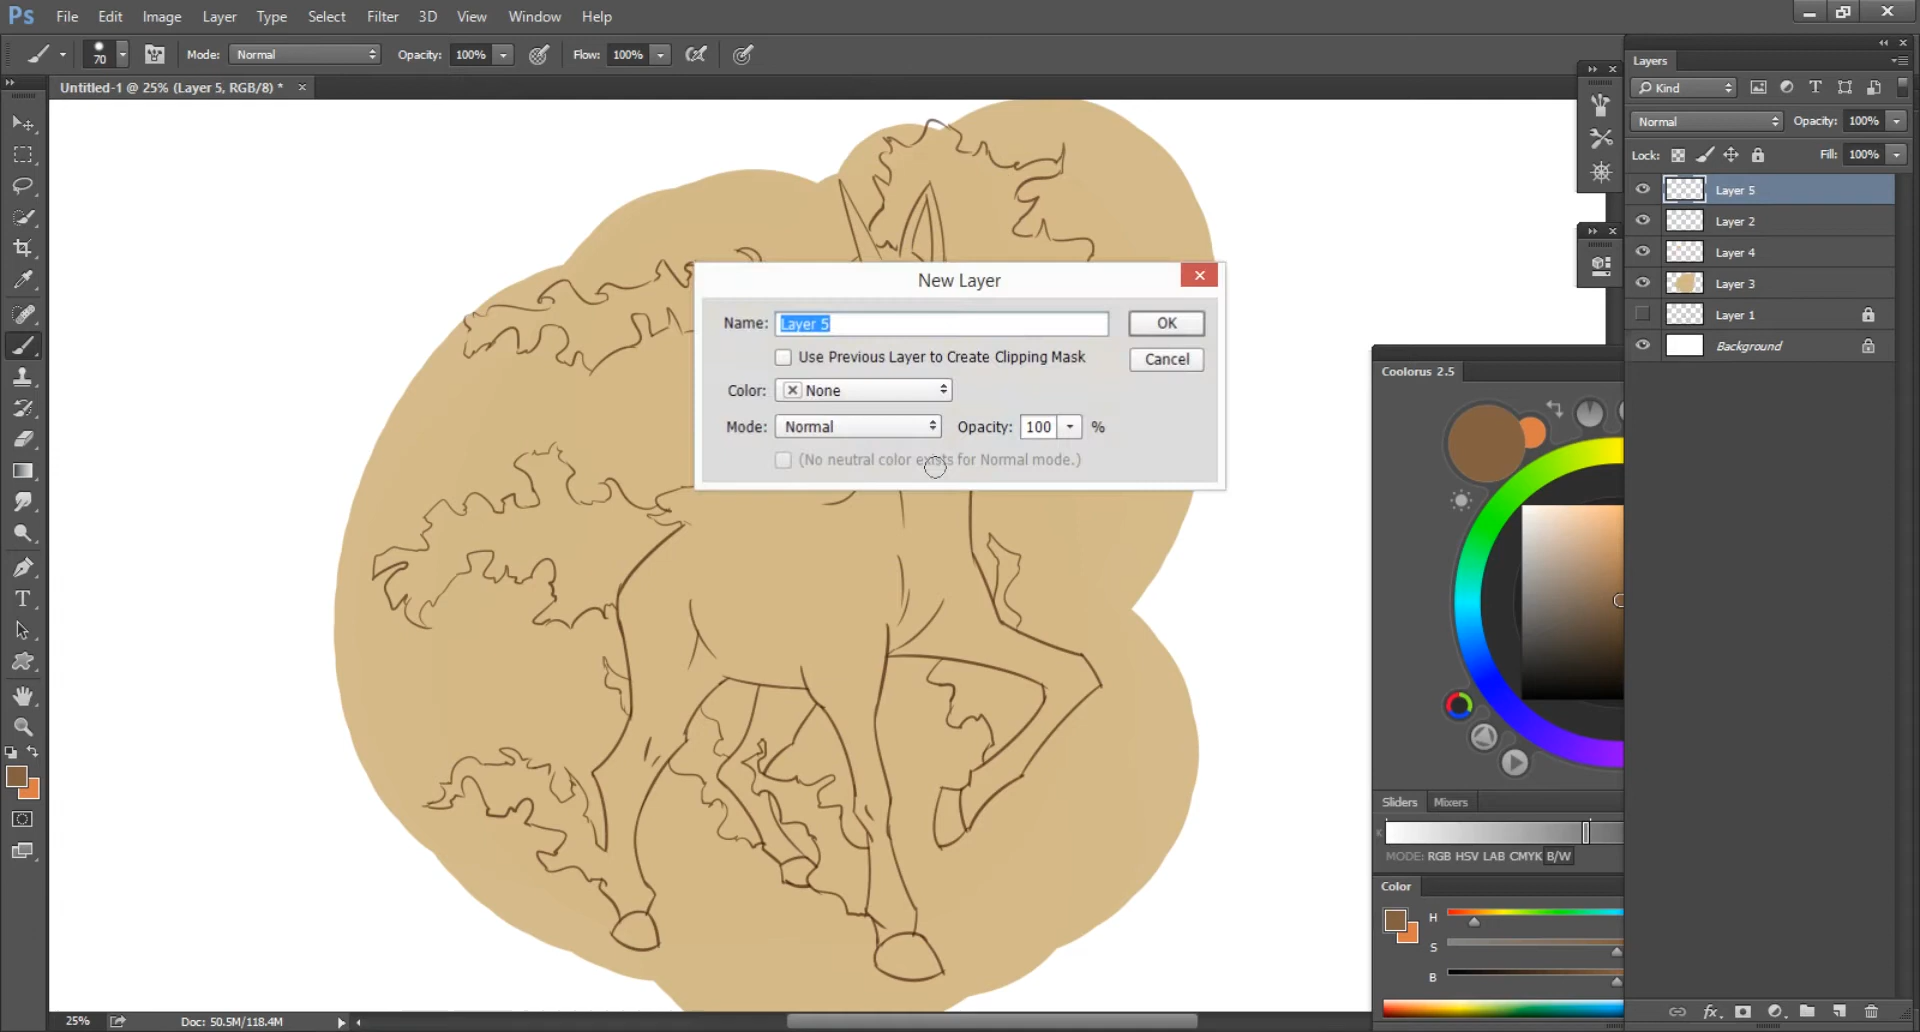 Ps File Edit Image Layer Type Select Filter 3D View Window Help
70 Mode: Normal Opacity: 100% Flow: 100%
Untitled-1 @ 25% (Layer 5, RGB/8) *
Layers
Kind
Normal Opacity: 100%
Lock: Fill: 100%
Layer 5
Layer 2
Layer 4
Layer 3
Layer 1
Background
New Layer
Name: Layer 5 OK
Use Previous Layer to Create Clipping Mask Cancel
Color: None
Mode: Normal Opacity: 100 %
(No neutral color exists for Normal mode.)
Coolorus 2.5
Sliders Mixers
K
MODE: RGB HSV LAB CMYK B/W
Color
H
S
B
T
fx
25% Doc: 50.5M/118.4M